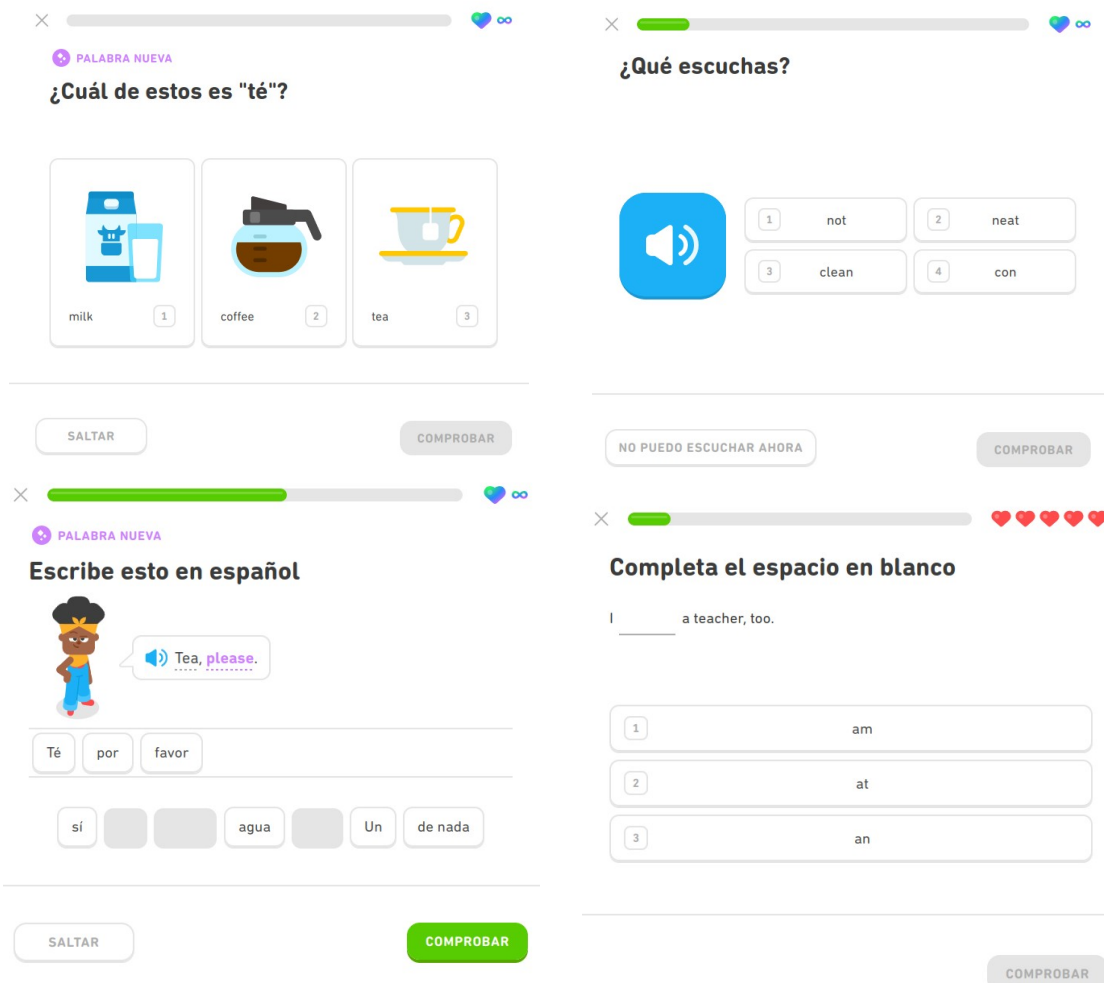 PALABRA NUEVA
¿Cuál de estos es "té"?
milk 1
coffee 2
tea 3
SALTAR
COMPROBAR
¿Qué escuchas?
1 not
2 neat
3 clean
4 con
NO PUEDO ESCUCHAR AHORA
COMPROBAR
PALABRA NUEVA
Escribe esto en español
Tea, please.
Té por favor
sí agua Un de nada
SALTAR
COMPROBAR
Completa el espacio en blanco
I ______ a teacher, too.
1 am
2 at
3 an
COMPROBAR